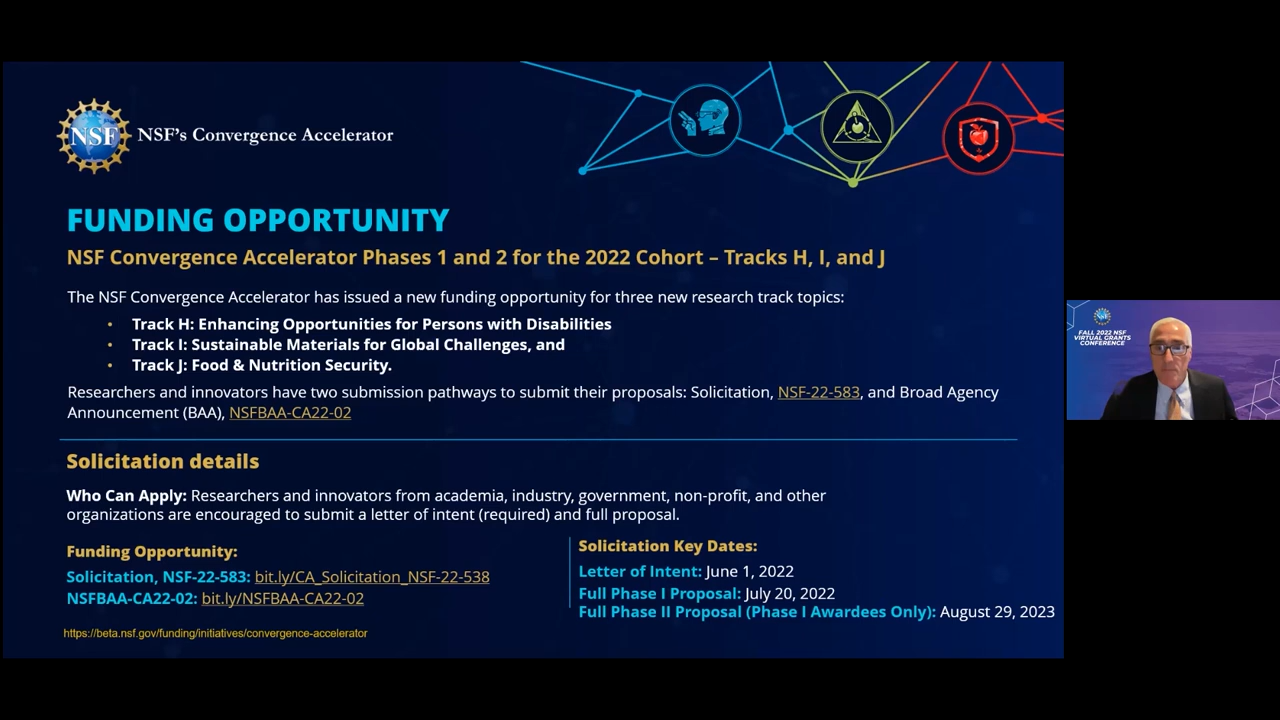 NSF
NSF's Convergence Accelerator
FUNDING OPPORTUNITY
NSF Convergence Accelerator Phases 1 and 2 for the 2022 Cohort – Tracks H, I, and J
The NSF Convergence Accelerator has issued a new funding opportunity for three new research track topics:
• Track H: Enhancing Opportunities for Persons with Disabilities
• Track I: Sustainable Materials for Global Challenges, and
• Track J: Food & Nutrition Security.
Researchers and innovators have two submission pathways to submit their proposals: Solicitation, NSF-22-583, and Broad Agency
Announcement (BAA), NSFBAA-CA22-02
Solicitation details
Who Can Apply: Researchers and innovators from academia, industry, government, non-profit, and other
organizations are encouraged to submit a letter of intent (required) and full proposal.
Funding Opportunity:
Solicitation, NSF-22-583: bit.ly/CA_Solicitation_NSF-22-538
NSFBAA-CA22-02: bit.ly/NSFBAA-CA22-02
https://beta.nsf.gov/funding/initiatives/convergence-accelerator
Solicitation Key Dates:
Letter of Intent: June 1, 2022
Full Phase I Proposal: July 20, 2022
Full Phase II Proposal (Phase I Awardees Only): August 29, 2023
FALL 2022 NSF
VIRTUAL GRANTS
CONFERENCE